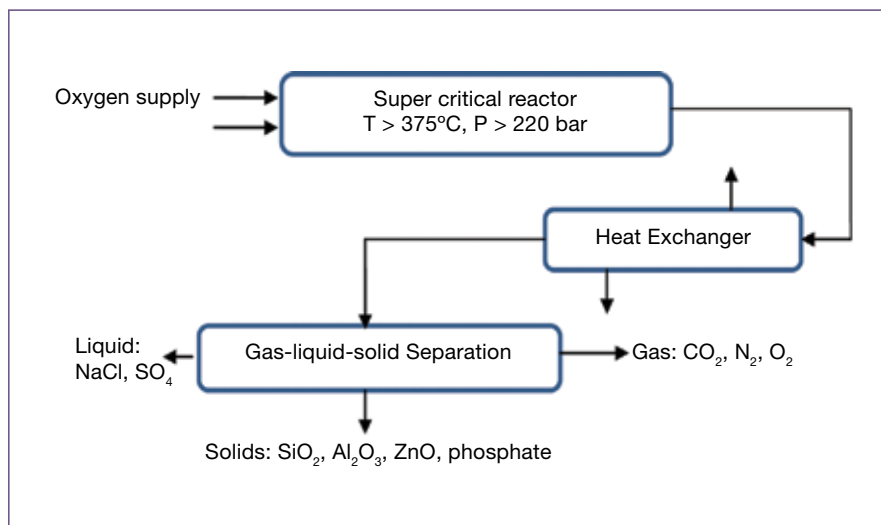 Oxygen supply
Super critical reactor
T > 375ºC, P > 220 bar
Heat Exchanger
Gas-liquid-solid Separation
Liquid:
NaCl, SO₄
Gas: CO₂, N₂, O₂
Solids: SiO₂, Al₂O₃, ZnO, phosphate